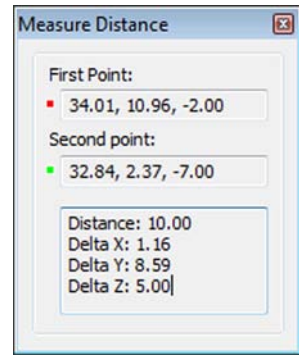 Measure Distance
First Point:
34.01, 10.96, -2.00
Second point:
32.84, 2.37, -7.00
Distance: 10.00
Delta X: 1.16
Delta Y: 8.59
Delta Z: 5.00